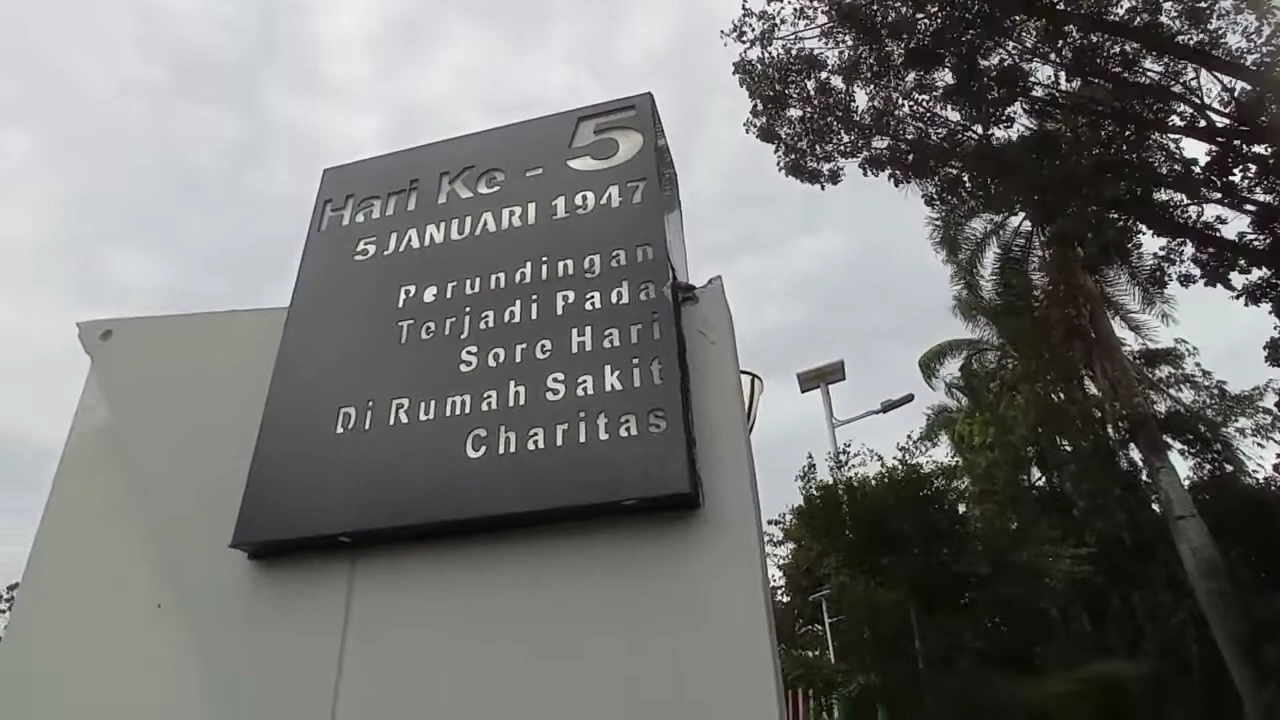 Hari Ke - 5
5 JANUARI 1947
Perundingan
Terjadi Pada
Sore Hari
Di Rumah Sakit
Charitas